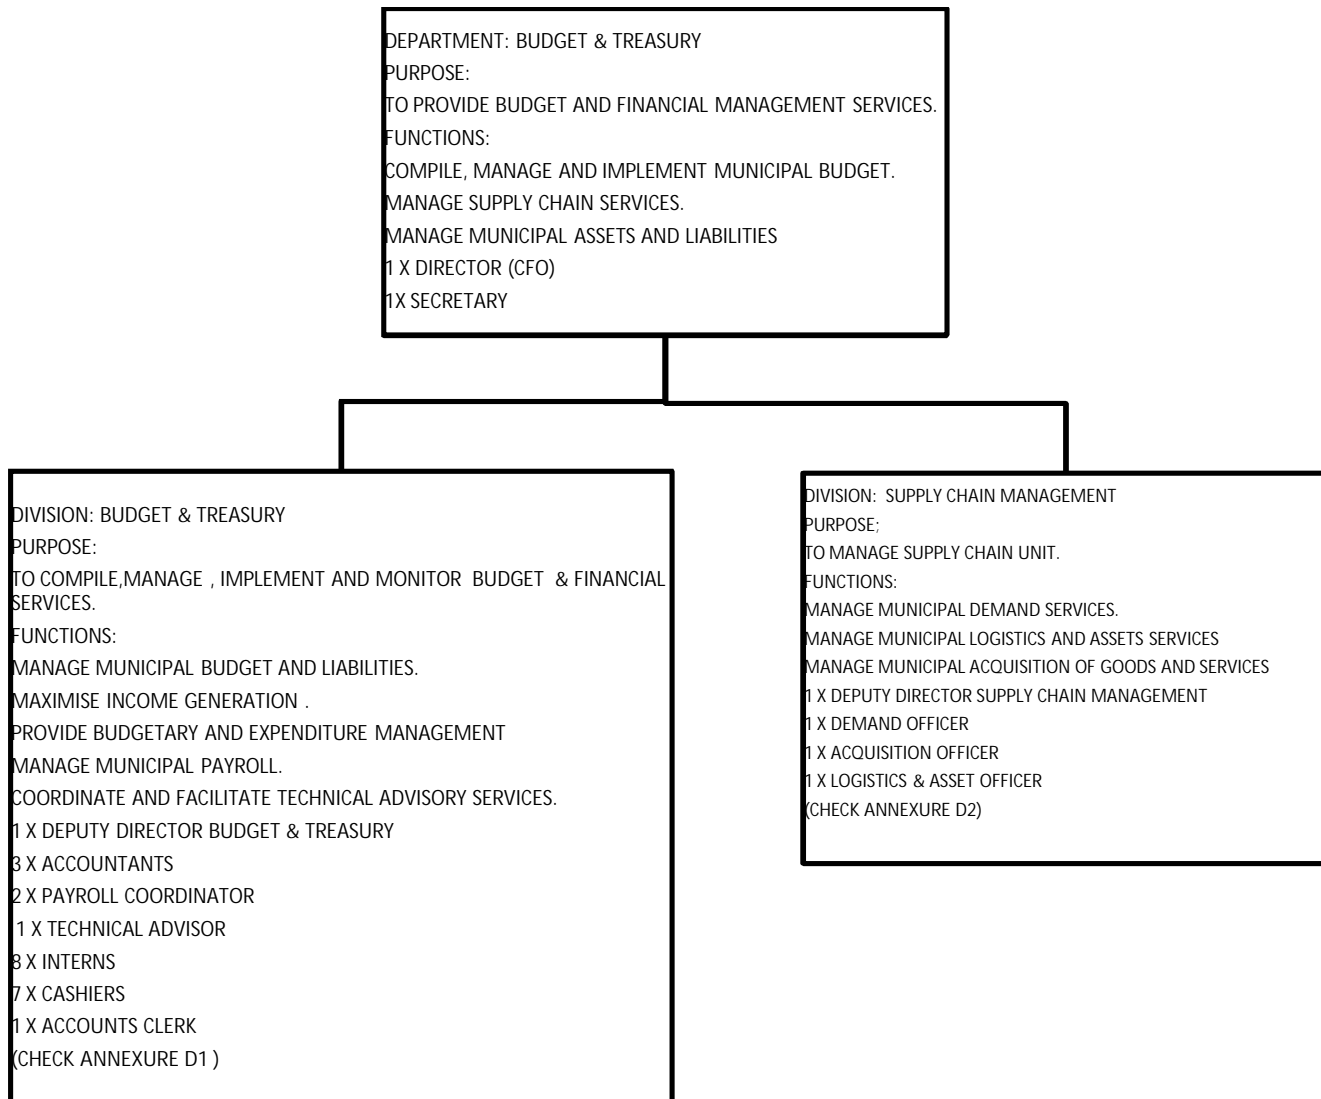 DEPARTMENT: BUDGET & TREASURY
PURPOSE:
TO PROVIDE BUDGET AND FINANCIAL MANAGEMENT SERVICES.
FUNCTIONS:
COMPILE, MANAGE AND IMPLEMENT MUNICIPAL BUDGET.
MANAGE SUPPLY CHAIN SERVICES.
MANAGE MUNICIPAL ASSETS AND LIABILITIES
1 X DIRECTOR (CFO)
1X SECRETARY
DIVISION: BUDGET & TREASURY
PURPOSE:
TO COMPILE,MANAGE , IMPLEMENT AND MONITOR BUDGET & FINANCIAL
SERVICES.
FUNCTIONS:
MANAGE MUNICIPAL BUDGET AND LIABILITIES.
MAXIMISE INCOME GENERATION .
PROVIDE BUDGETARY AND EXPENDITURE MANAGEMENT
MANAGE MUNICIPAL PAYROLL.
COORDINATE AND FACILITATE TECHNICAL ADVISORY SERVICES.
1 X DEPUTY DIRECTOR BUDGET & TREASURY
3 X ACCOUNTANTS
2 X PAYROLL COORDINATOR
1 X TECHNICAL ADVISOR
8 X INTERNS
7 X CASHIERS
1 X ACCOUNTS CLERK
(CHECK ANNEXURE D1 )
DIVISION: SUPPLY CHAIN MANAGEMENT
PURPOSE;
TO MANAGE SUPPLY CHAIN UNIT.
FUNCTIONS:
MANAGE MUNICIPAL DEMAND SERVICES.
MANAGE MUNICIPAL LOGISTICS AND ASSETS SERVICES
MANAGE MUNICIPAL ACQUISITION OF GOODS AND SERVICES
1 X DEPUTY DIRECTOR SUPPLY CHAIN MANAGEMENT
1 X DEMAND OFFICER
1 X ACQUISITION OFFICER
1 X LOGISTICS & ASSET OFFICER
(CHECK ANNEXURE D2)